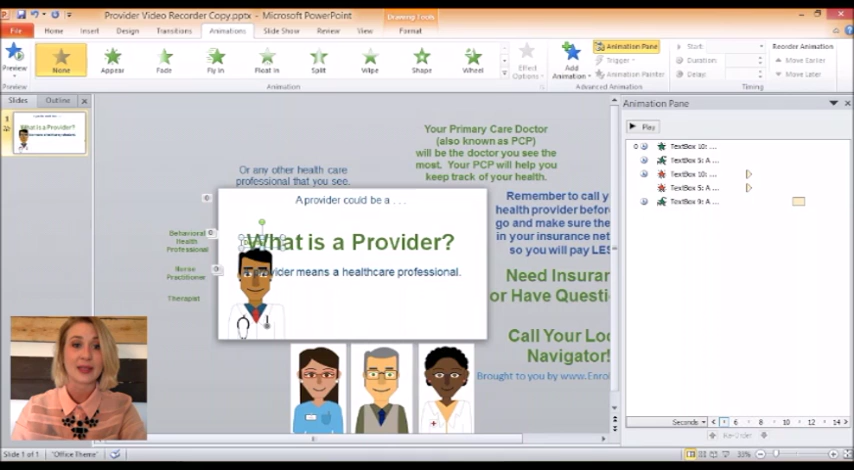 Provider Video Recorder Copy.pptx - Microsoft PowerPoint
Drawing Tools
File Home Insert Design Transitions Animations Slide Show Review View Format
Preview
None Appear Fade Fly In Float In Split Wipe Shape Wheel
Effect Options
Add Animation
Animation Pane
Trigger
Animation Painter
Start:
Duration:
Delay:
Reorder Animation
Move Earlier
Move Later
Preview Animation Advanced Animation Timing
Slides Outline
1
What is a Provider?
Your Primary Care Doctor
(also known as PCP)
will be the doctor you see the
most. Your PCP will help you
keep track of your health.
Or any other health care
professional that you see.
A provider could be a . . .
Remember to call y
health provider before
go and make sure the
in your insurance net
so you will pay LES
Behavioral
Health
Professional
What is a Provider?
provider means a healthcare professional.
Nurse
Practitioner
Therapist
Need Insuran
or Have Questio
Call Your Loc
Navigator!
Brought to you by www.Enrol
Animation Pane
Play
0 TextBox 10: ...
TextBox 5: A ...
TextBox 10: ...
TextBox 5: A ...
TextBox 9: A ...
Seconds 6 8 10 12 14
Re-Order
Slide 1 of 1 "Office Theme" 33%